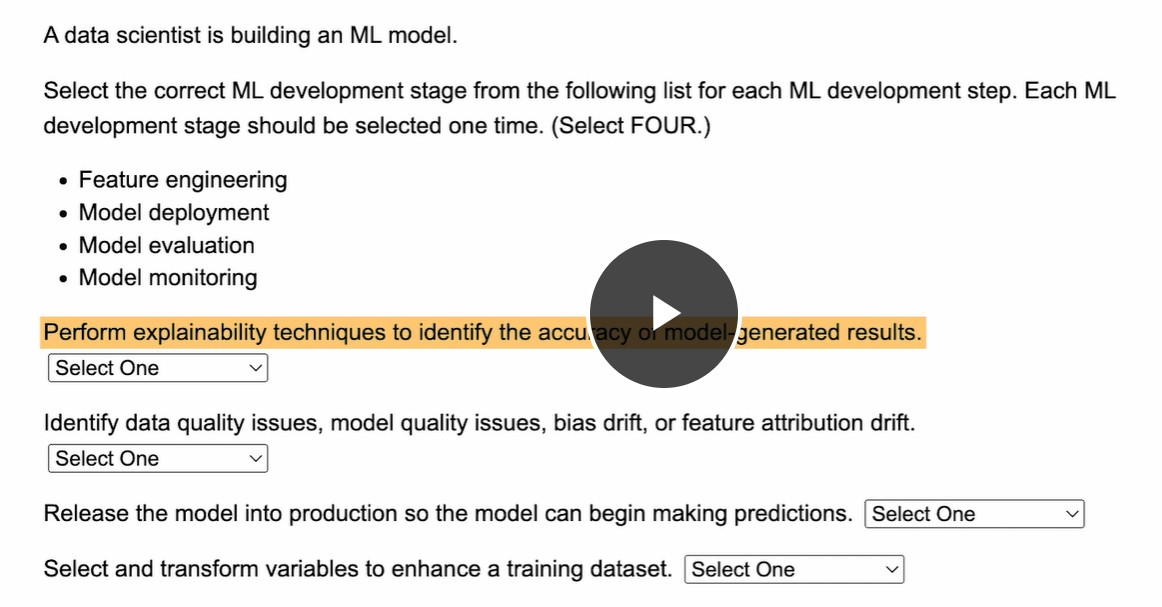 A data scientist is building an ML model.
Select the correct ML development stage from the following list for each ML development step. Each ML
development stage should be selected one time. (Select FOUR.)
• Feature engineering
• Model deployment
• Model evaluation
• Model monitoring
Perform explainability techniques to identify the accuracy of model-generated results.
Select One
Identify data quality issues, model quality issues, bias drift, or feature attribution drift.
Select One
Release the model into production so the model can begin making predictions. Select One
Select and transform variables to enhance a training dataset. Select One